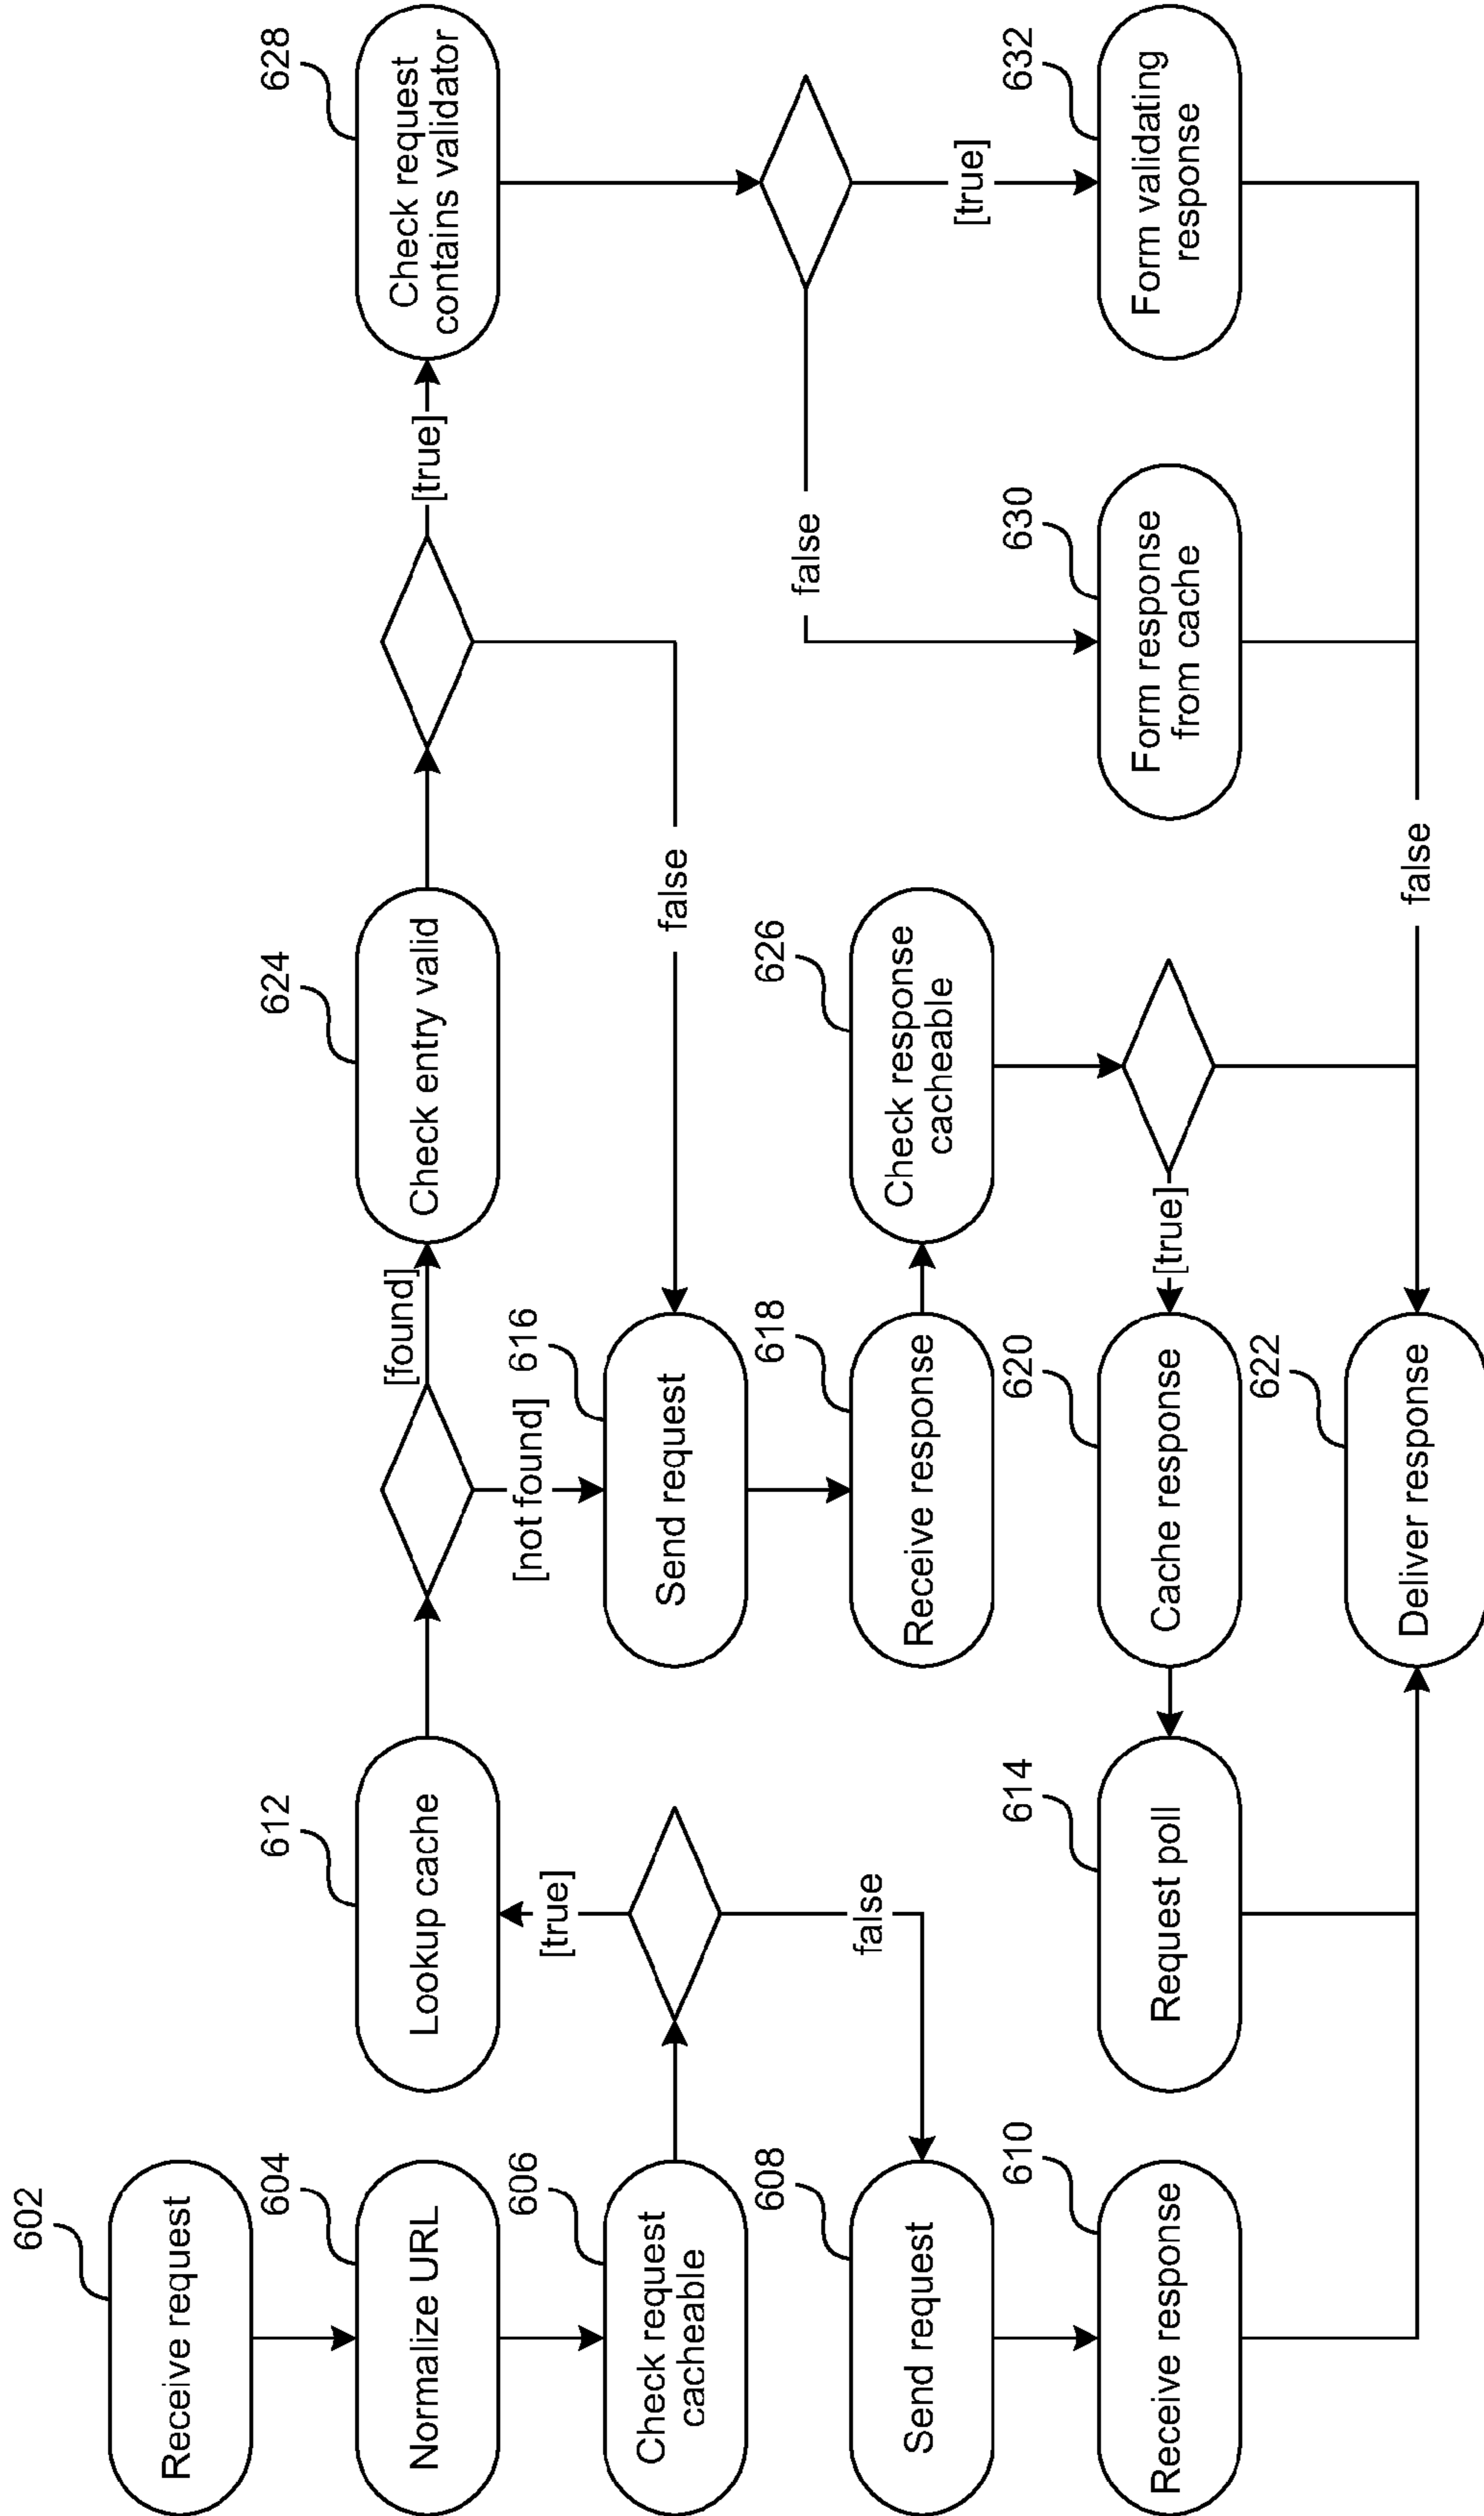 602
Receive request
604
Normalize URL
606
Check request
cacheable
608
Send request
610
Receive response
612
Lookup cache
[true]
false
614
Request poll
[found]
[not found]
616
Send request
618
Receive response
620
Cache response
622
Deliver response
624
Check entry valid
false
626
Check response
cacheable
[true]
false
[true]
628
Check request
contains validator
false
[true]
630
Form response
from cache
632
Form validating
response